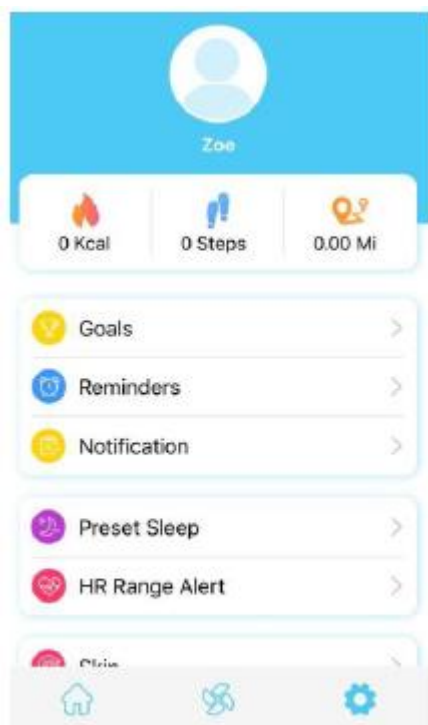 Zoe
0 Kcal
0 Steps
0.00 Mi
Goals
Reminders
Notification
Preset Sleep
HR Range Alert